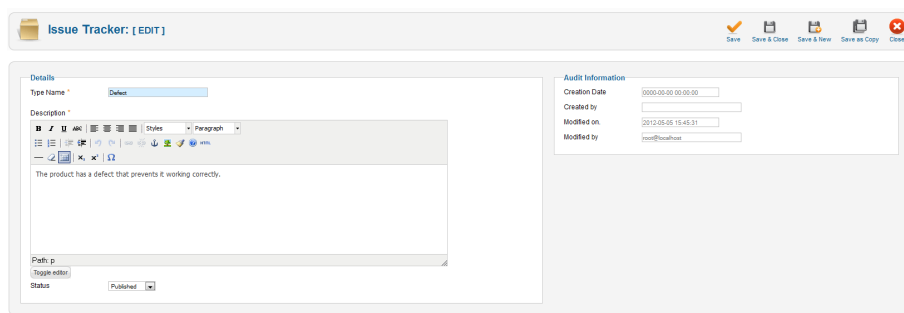 Issue Tracker: [ EDIT ]
Save Save & Close Save & New Save as Copy Close
Details
Type Name *
Defect
Description *
B I U ABC Styles Paragraph
HTML
The product has a defect that prevents it working correctly.
Path: p
Toggle editor
Status
Published
Audit Information
Creation Date
0000-00-00 00:00:00
Created by
Modified on.
2012-05-05 15:45:31
Modified by
root@localhost